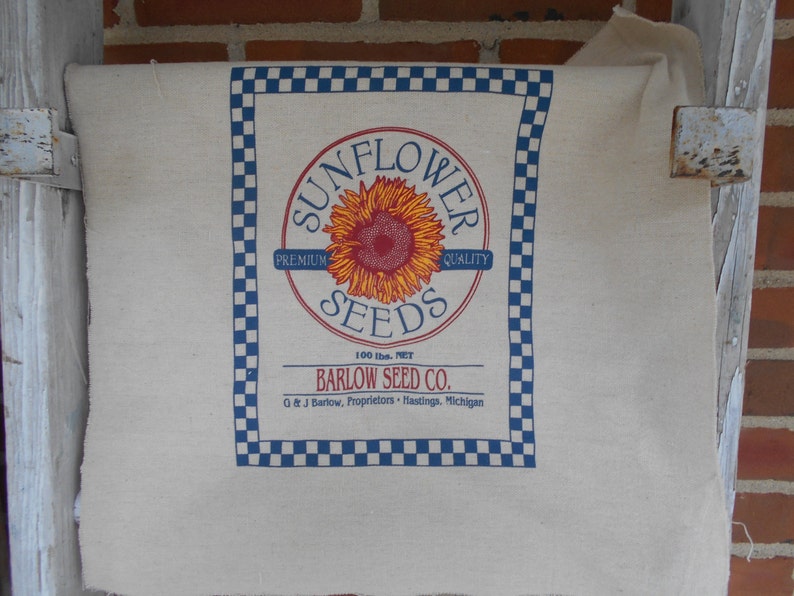 SUNFLOWER
PREMIUM QUALITY
SEEDS
100 lbs. NET
BARLOW SEED CO.
G & J Barlow, Proprietors • Hastings, Michigan